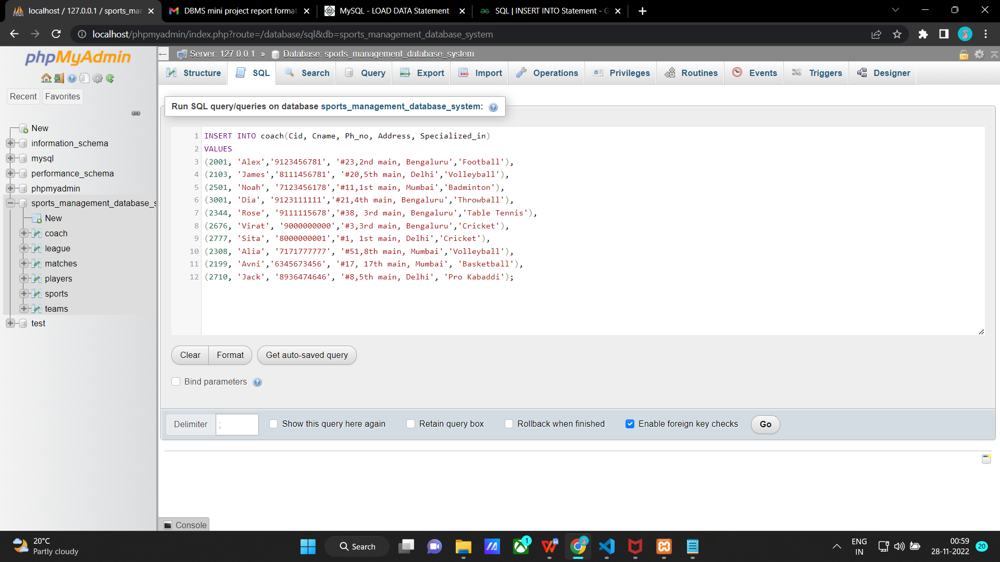 localhost / 127.0.0.1 / sports_mar
DBMS mini project report format
MySQL - LOAD DATA Statement
SQL | INSERT INTO Statement - G
localhost/phpmyadmin/index.php?route=/database/sql&db=sports_management_database_system
phpMyAdmin
Recent
Favorites
New
information_schema
mysql
performance_schema
phpmyadmin
sports_management_database_s
New
coach
league
matches
players
sports
teams
test
Server: 127.0.0.1 » Database: sports_management_database_system
Structure
SQL
Search
Query
Export
Import
Operations
Privileges
Routines
Events
Triggers
Designer
Run SQL query/queries on database sports_management_database_system:
1 INSERT INTO coach(Cid, Cname, Ph_no, Address, Specialized_in)
2 VALUES
3 (2001, 'Alex','9123456781', '#23,2nd main, Bengaluru','Football'),
4 (2103, 'James','8111456781', '#20,5th main, Delhi','Volleyball'),
5 (2501, 'Noah', '7123456178','#11,1st main, Mumbai','Badminton'),
6 (3001, 'Dia', '9123111111','#21,4th main, Bengaluru','Throwball'),
7 (2344, 'Rose', '9111115678','#38, 3rd main, Bengaluru','Table Tennis'),
8 (2676, 'Virat', '9000000000','#3,3rd main, Bengaluru','Cricket'),
9 (2777, 'Sita', '8000000001','#1, 1st main, Delhi','Cricket'),
10 (2308, 'Alia', '7171777777', '#51,8th main, Mumbai','Volleyball'),
11 (2199, 'Avni','6345673456', '#17, 17th main, Mumbai', 'Basketball'),
12 (2710, 'Jack', '8936474646', '#8,5th main, Delhi', 'Pro Kabaddi');
Clear
Format
Get auto-saved query
Bind parameters
Delimiter
;
Show this query here again
Retain query box
Rollback when finished
Enable foreign key checks
Go
Console
20°C
Partly cloudy
Search
1
ENG
IN
00:59
28-11-2022
20